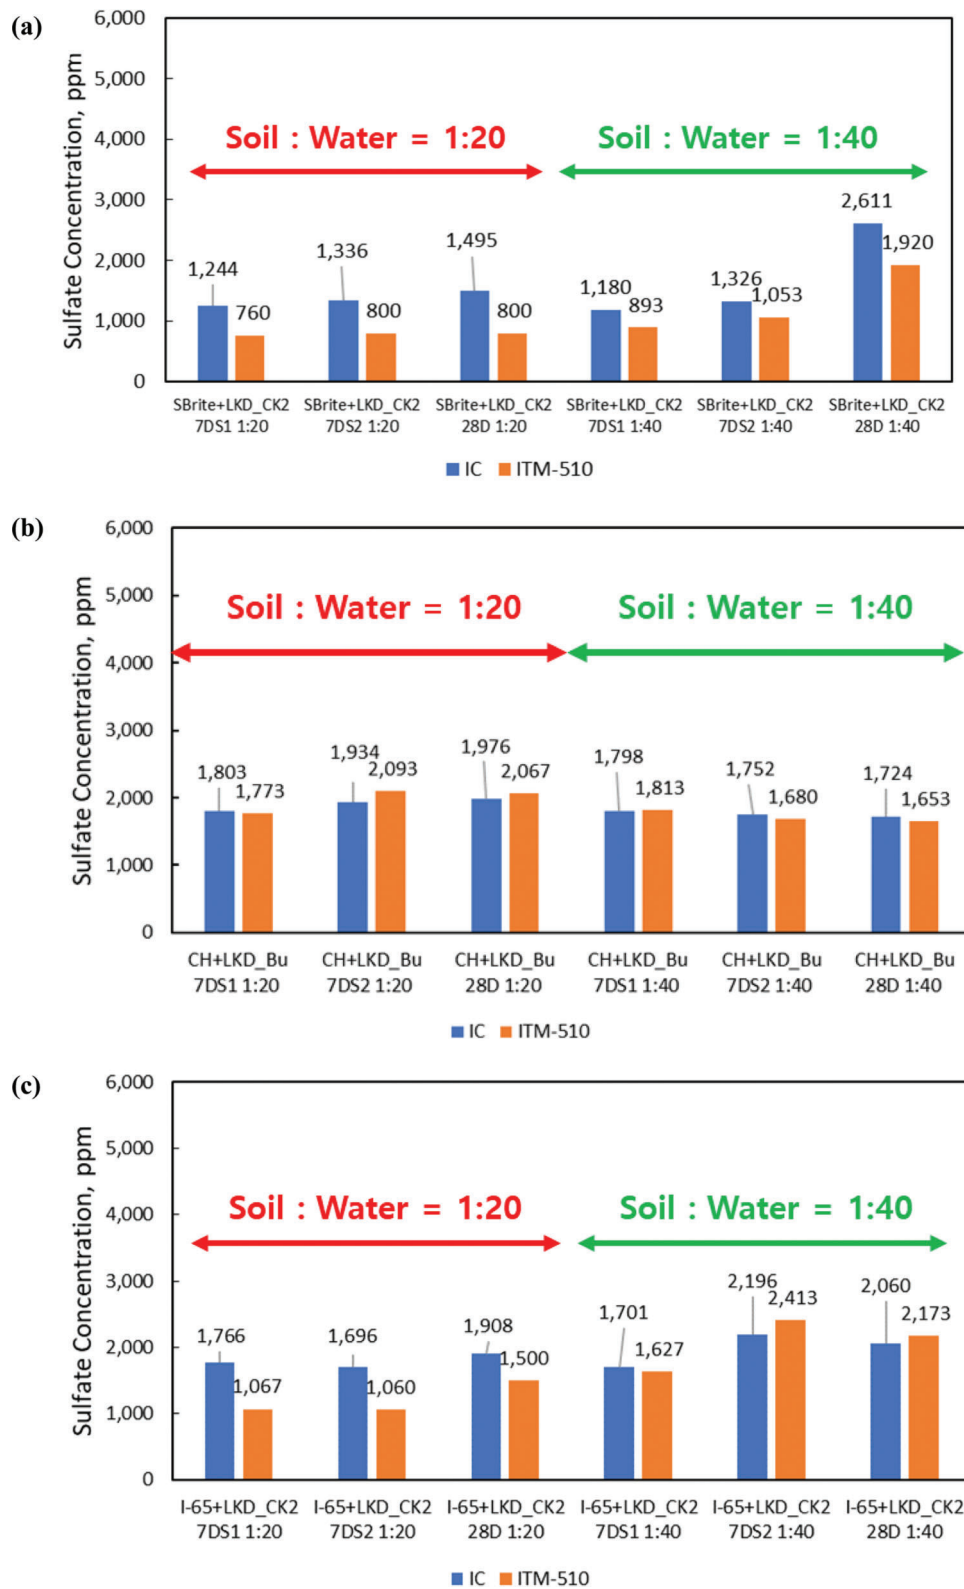 (a)
Sulfate Concentration, ppm
6,000
5,000
4,000
3,000
2,000
1,000
0
Soil : Water = 1:20
Soil : Water = 1:40
1,244
760
1,336
800
1,495
800
1,180
893
1,326
1,053
2,611
1,920
SBrite+LKD_CK2 SBrite+LKD_CK2 SBrite+LKD_CK2 SBrite+LKD_CK2 SBrite+LKD_CK2 SBrite+LKD_CK2
7DS1 1:20 7DS2 1:20 28D 1:20 7DS1 1:40 7DS2 1:40 28D 1:40
IC ITM-510
(b)
Sulfate Concentration, ppm
6,000
5,000
4,000
3,000
2,000
1,000
0
Soil : Water = 1:20
Soil : Water = 1:40
1,803
1,773
1,934
2,093
1,976
2,067
1,798
1,813
1,752
1,680
1,724
1,653
CH+LKD_Bu CH+LKD_Bu CH+LKD_Bu CH+LKD_Bu CH+LKD_Bu CH+LKD_Bu
7DS1 1:20 7DS2 1:20 28D 1:20 7DS1 1:40 7DS2 1:40 28D 1:40
IC ITM-510
(c)
Sulfate Concentration, ppm
6,000
5,000
4,000
3,000
2,000
1,000
0
Soil : Water = 1:20
Soil : Water = 1:40
1,766
1,067
1,696
1,060
1,908
1,500
1,701
1,627
2,196
2,413
2,060
2,173
I-65+LKD_CK2 I-65+LKD_CK2 I-65+LKD_CK2 I-65+LKD_CK2 I-65+LKD_CK2 I-65+LKD_CK2
7DS1 1:20 7DS2 1:20 28D 1:20 7DS1 1:40 7DS2 1:40 28D 1:40
IC ITM-510